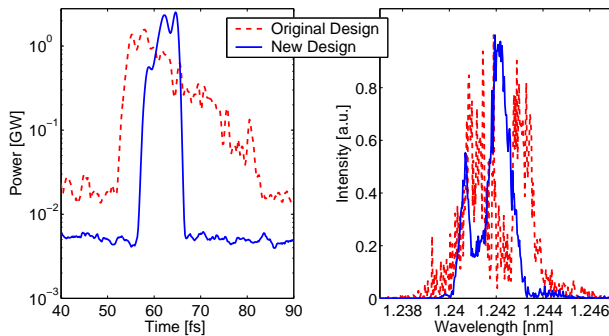 Original Design
New Design
Power [GW]
10^0
10^−1
10^−2
10^−3
40 50 60 70 80 90
Time [fs]
Intensity [a.u.]
0.8
0.6
0.4
0.2
0
1.238 1.240 1.242 1.244 1.246
Wavelength [nm]